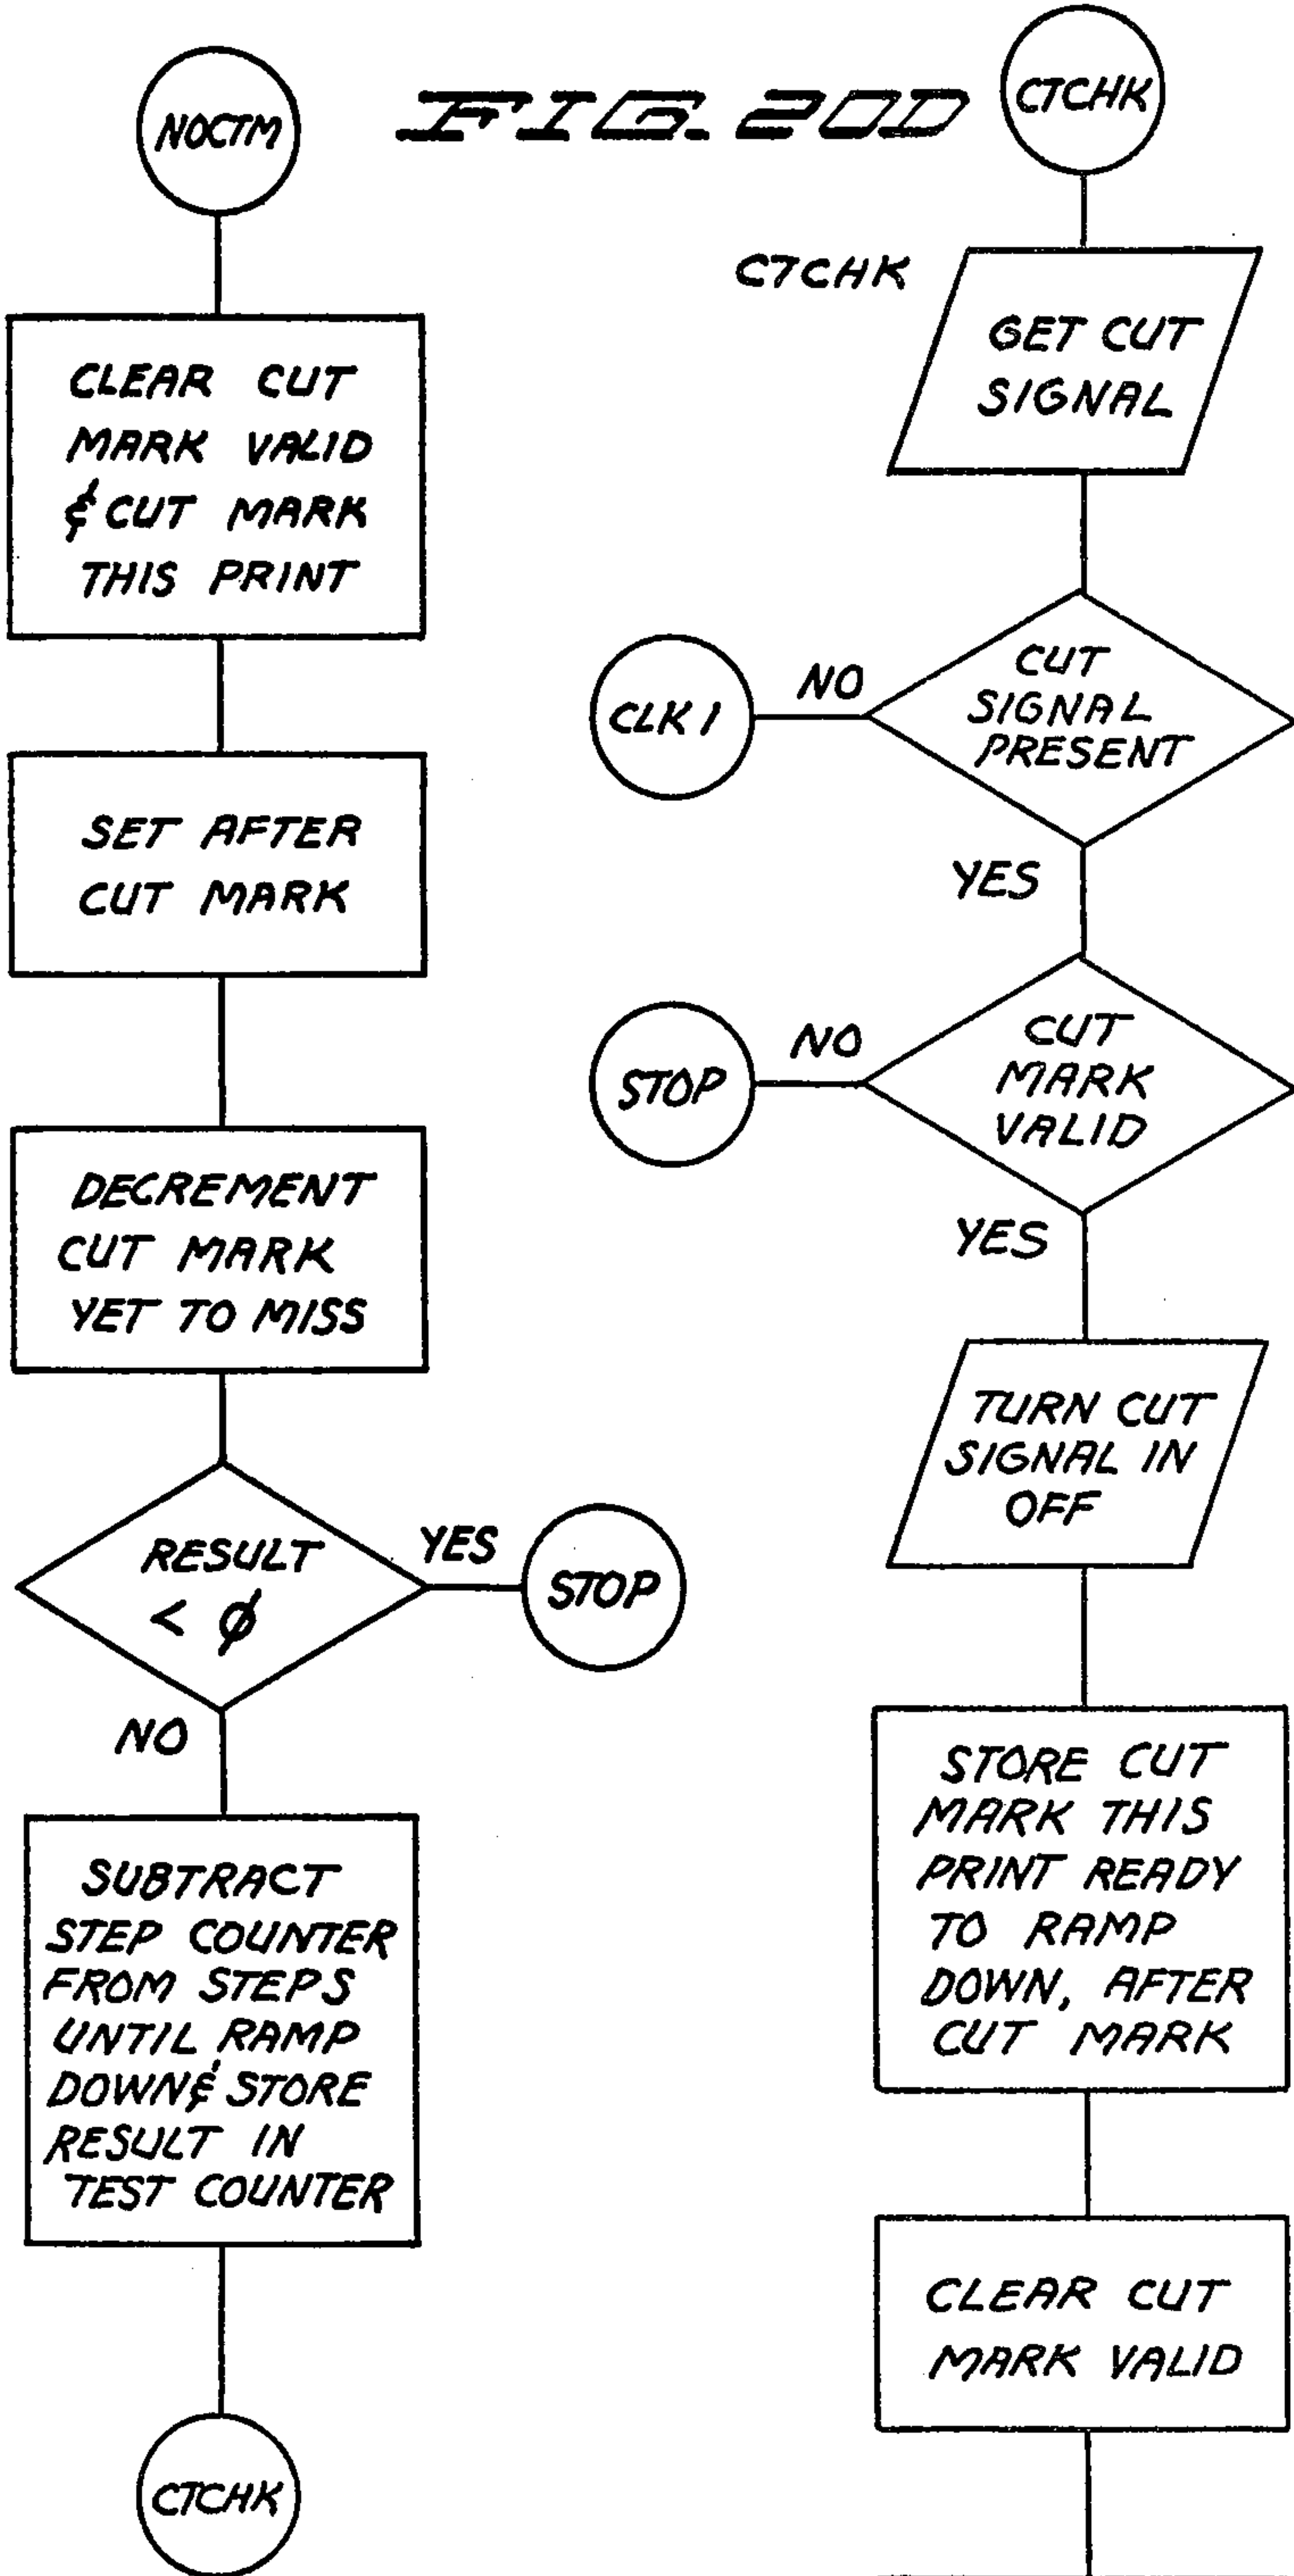 FIG. 20D
NOCTM
CLEAR CUT
MARK VALID
& CUT MARK
THIS PRINT
SET AFTER
CUT MARK
DECREMENT
CUT MARK
YET TO MISS
RESULT
< ϕ
YES
STOP
NO
SUBTRACT
STEP COUNTER
FROM STEPS
UNTIL RAMP
DOWN & STORE
RESULT IN
TEST COUNTER
CTCHK
CTCHK
CTCHK
GET CUT
SIGNAL
CUT
SIGNAL
PRESENT
NO
CLK 1
YES
CUT
MARK
VALID
NO
STOP
YES
TURN CUT
SIGNAL IN
OFF
STORE CUT
MARK THIS
PRINT READY
TO RAMP
DOWN, AFTER
CUT MARK
CLEAR CUT
MARK VALID